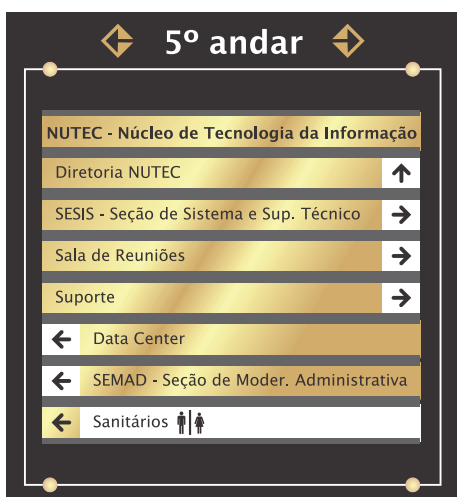 5º andar
NUTEC - Núcleo de Tecnologia da Informação
Diretoria NUTEC
SESIS - Seção de Sistema e Sup. Técnico
Sala de Reuniões
Suporte
Data Center
SEMAD - Seção de Moder. Administrativa
Sanitários